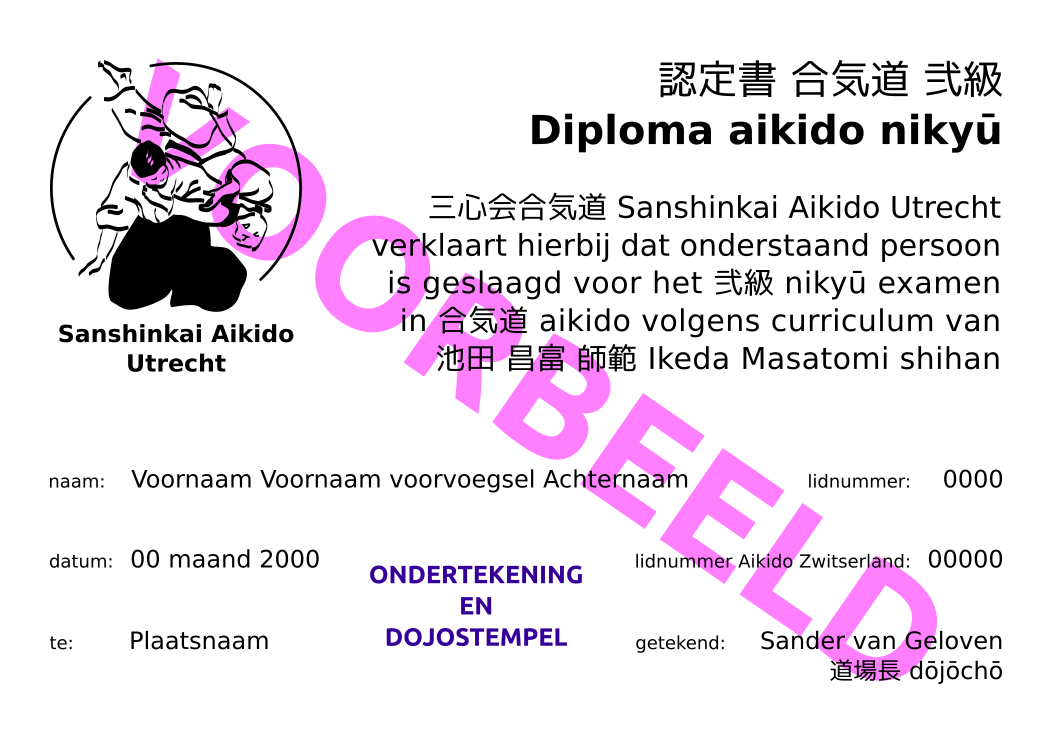 認定書 合気道 弐級
Diploma aikido nikyū
三心会合気道 Sanshinkai Aikido Utrecht
verklaart hierbij dat onderstaand persoon
is geslaagd voor het 弐級 nikyū examen
in 合気道 aikido volgens curriculum van
池田 昌富 師範 Ikeda Masatomi shihan
Sanshinkai Aikido
Utrecht
VOORBEELD
naam: Voornaam Voornaam voorvoegsel Achternaam lidnummer: 0000
datum: 00 maand 2000 lidnummer Aikido Zwitserland: 00000
ONDERTEKENING
EN
DOJOSTEMPEL
te: Plaatsnaam getekend: Sander van Geloven
道場長 dōjōchō